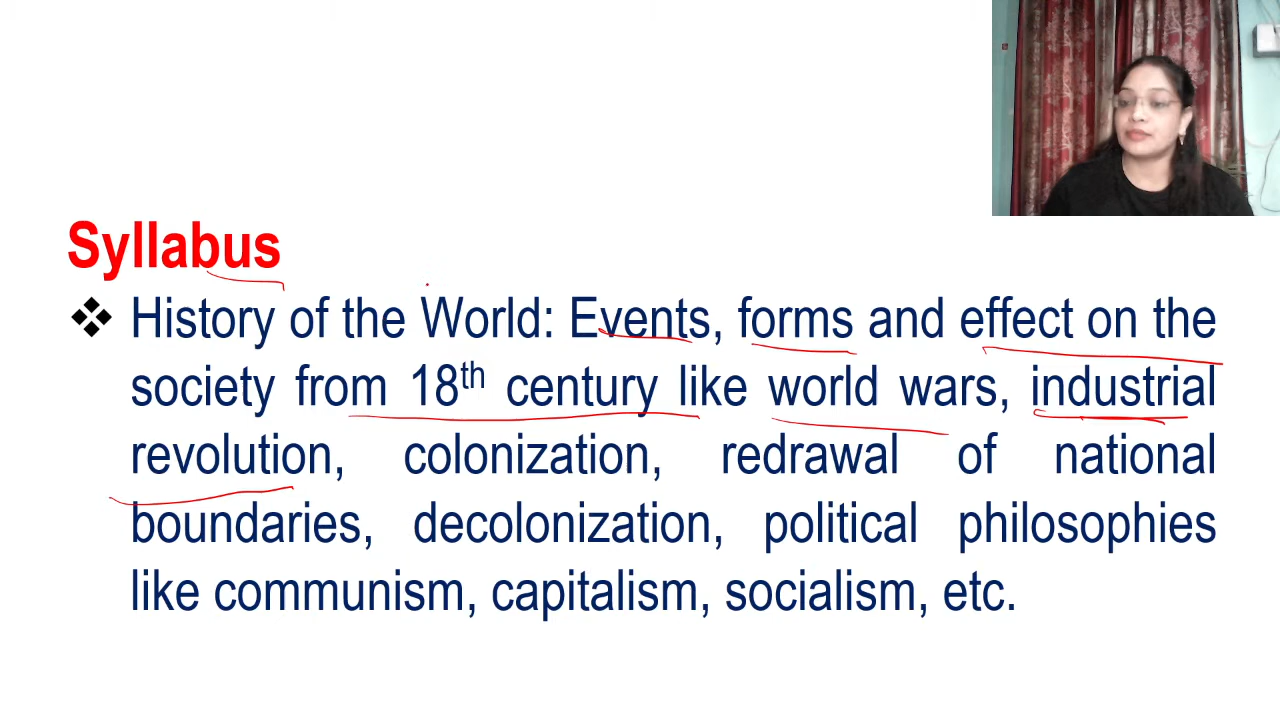 Syllabus
❖ History of the World: Events, forms and effect on the
society from 18th century like world wars, industrial
revolution, colonization, redrawal of national
boundaries, decolonization, political philosophies
like communism, capitalism, socialism, etc.